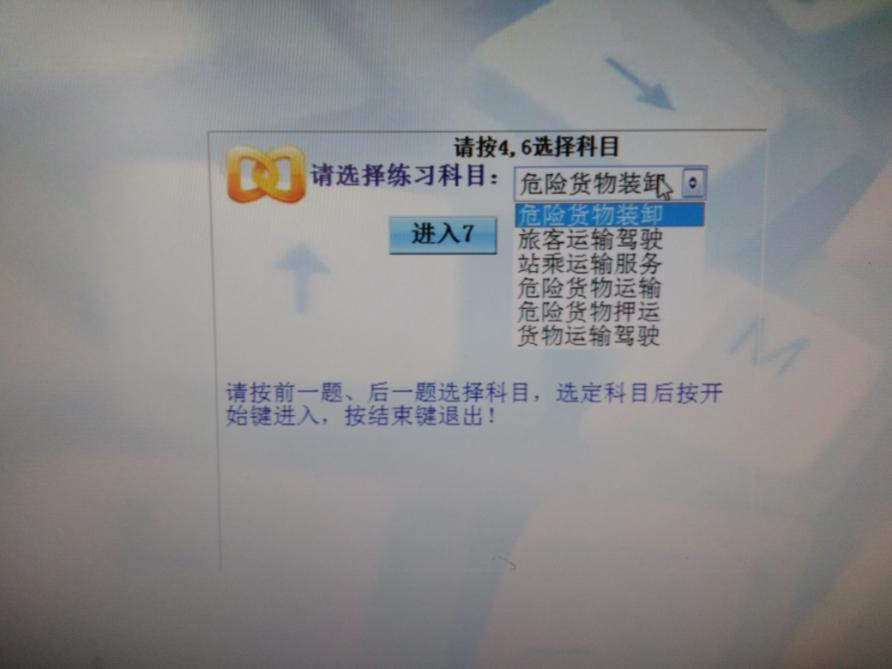 请按4,6选择科目
请选择练习科目：
危险货物装卸
危险货物装卸
进入7
旅客运输驾驶
站乘运输服务
危险货物运输
危险货物押运
货物运输驾驶
请按前一题、后一题选择科目，选定科目后按开
始键进入，按结束键退出！